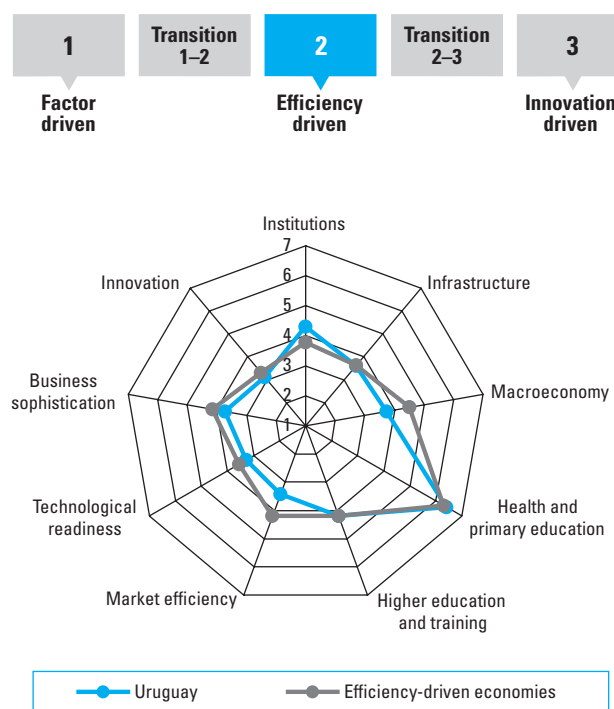 1
Transition
1–2
2
Transition
2–3
3
Factor
driven
Efficiency
driven
Innovation
driven
Institutions
7
6
5
4
3
2
1
Innovation
Infrastructure
Business
sophistication
Macroeconomy
Technological
readiness
Health and
primary education
Market efficiency
Higher education
and training
Uruguay
Efficiency-driven economies